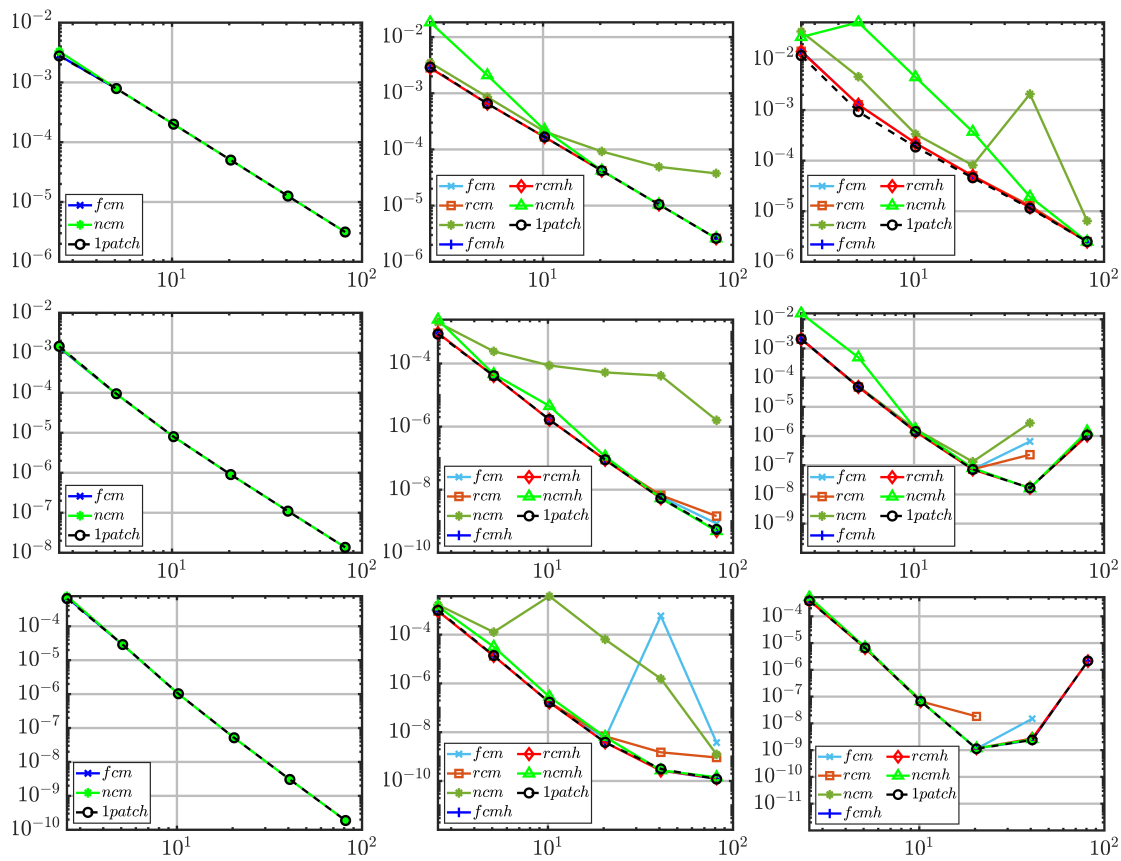 10^{-2}
10^{-3}
10^{-4}
10^{-5}
10^{-6}
fcm
ncm
1patch
10^{1}
10^{2}
10^{-2}
10^{-3}
10^{-4}
10^{-5}
10^{-6}
fcm rcmh
rcm ncmh
ncm 1patch
fcmh
10^{1}
10^{2}
10^{-2}
10^{-3}
10^{-4}
10^{-5}
10^{-6}
fcm rcmh
rcm ncmh
ncm 1patch
fcmh
10^{1}
10^{2}
10^{-2}
10^{-3}
10^{-4}
10^{-5}
10^{-6}
10^{-7}
10^{-8}
fcm
ncm
1patch
10^{1}
10^{2}
10^{-4}
10^{-6}
10^{-8}
10^{-10}
fcm rcmh
rcm ncmh
ncm 1patch
fcmh
10^{1}
10^{2}
10^{-2}
10^{-3}
10^{-4}
10^{-5}
10^{-6}
10^{-7}
10^{-8}
10^{-9}
fcm rcmh
rcm ncmh
ncm 1patch
fcmh
10^{1}
10^{2}
10^{-4}
10^{-5}
10^{-6}
10^{-7}
10^{-8}
10^{-9}
10^{-10}
fcm
ncm
1patch
10^{1}
10^{2}
10^{-4}
10^{-6}
10^{-8}
10^{-10}
fcm rcmh
rcm ncmh
ncm 1patch
fcmh
10^{1}
10^{2}
10^{-4}
10^{-5}
10^{-6}
10^{-7}
10^{-8}
10^{-9}
10^{-10}
10^{-11}
fcm rcmh
rcm ncmh
ncm 1patch
fcmh
10^{1}
10^{2}